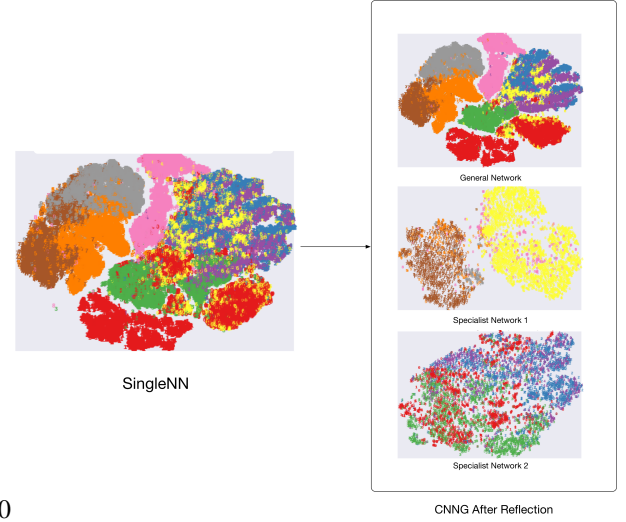 General Network
Specialist Network 1
SingleNN
Specialist Network 2
CNNG After Reflection
0